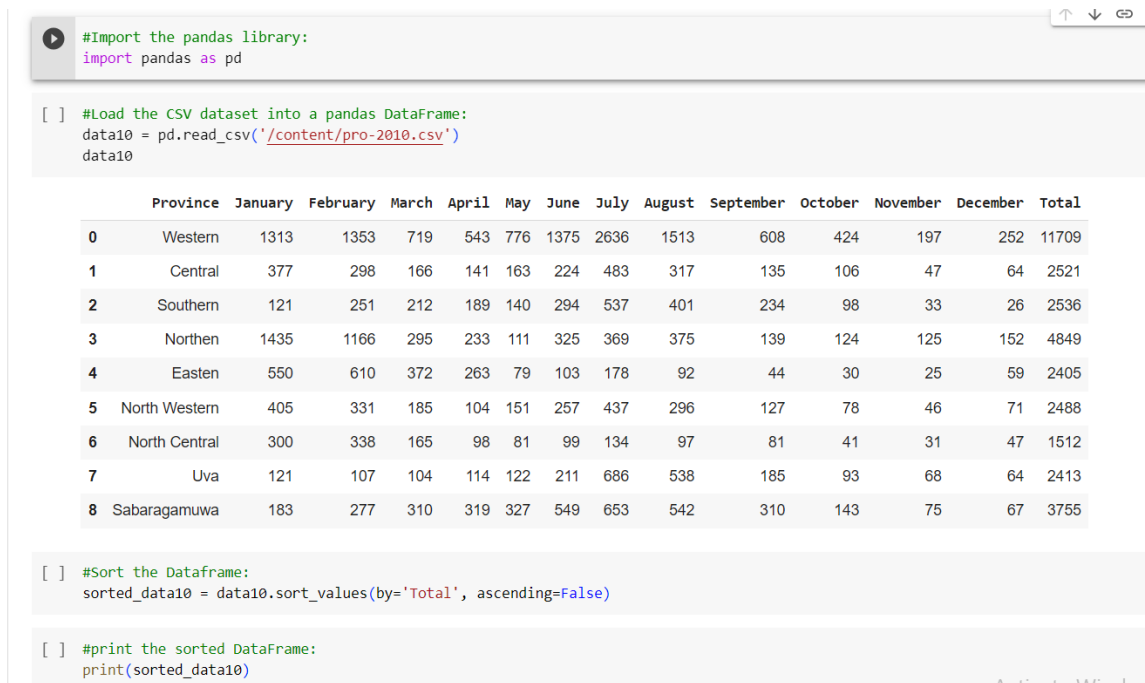 #Import the pandas library:
import pandas as pd
[ ] #Load the CSV dataset into a pandas DataFrame:
data10 = pd.read_csv('/content/pro-2010.csv')
data10
Province January February March April May June July August September October November December Total
0 Western 1313 1353 719 543 776 1375 2636 1513 608 424 197 252 11709
1 Central 377 298 166 141 163 224 483 317 135 106 47 64 2521
2 Southern 121 251 212 189 140 294 537 401 234 98 33 26 2536
3 Northen 1435 1166 295 233 111 325 369 375 139 124 125 152 4849
4 Easten 550 610 372 263 79 103 178 92 44 30 25 59 2405
5 North Western 405 331 185 104 151 257 437 296 127 78 46 71 2488
6 North Central 300 338 165 98 81 99 134 97 81 41 31 47 1512
7 Uva 121 107 104 114 122 211 686 538 185 93 68 64 2413
8 Sabaragamuwa 183 277 310 319 327 549 653 542 310 143 75 67 3755
[ ] #Sort the Dataframe:
sorted_data10 = data10.sort_values(by='Total', ascending=False)
[ ] #print the sorted DataFrame:
print(sorted_data10)